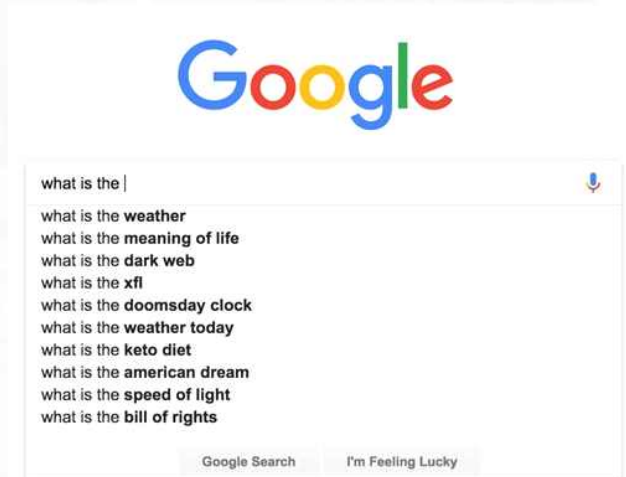 Google
what is the
what is the weather
what is the meaning of life
what is the dark web
what is the xfl
what is the doomsday clock
what is the weather today
what is the keto diet
what is the american dream
what is the speed of light
what is the bill of rights
Google Search I'm Feeling Lucky